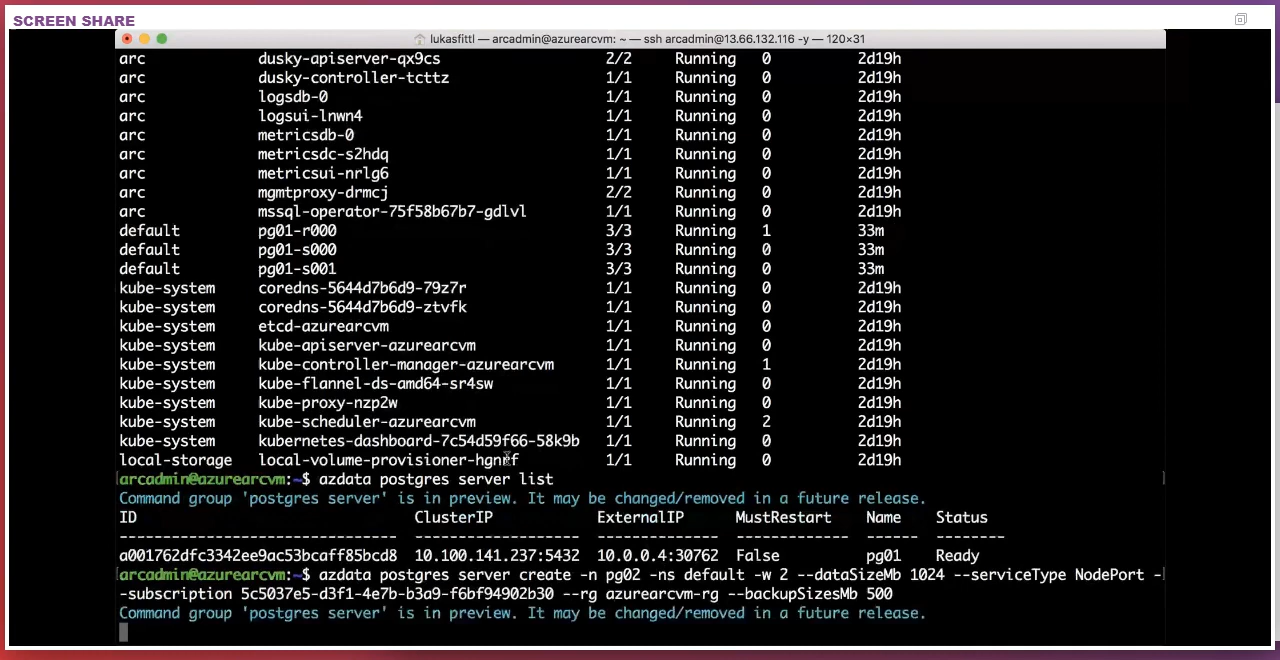 SCREEN SHARE
lukasfittl — arcadmin@azurearcvm: ~ — ssh arcadmin@13.66.132.116 -y — 120×31
arc dusky-apiserver-qx9cs 2/2 Running 0 2d19h
arc dusky-controller-tcttz 1/1 Running 0 2d19h
arc logsdb-0 1/1 Running 0 2d19h
arc logsui-lnwn4 1/1 Running 0 2d19h
arc metricsdb-0 1/1 Running 0 2d19h
arc metricsdc-s2hdq 1/1 Running 0 2d19h
arc metricsui-nrlg6 1/1 Running 0 2d19h
arc mgmtproxy-drmcj 2/2 Running 0 2d19h
arc mssql-operator-75f58b67b7-gdlvl 1/1 Running 0 2d19h
default pg01-r000 3/3 Running 1 33m
default pg01-s000 3/3 Running 0 33m
default pg01-s001 3/3 Running 0 33m
kube-system coredns-5644d7b6d9-79z7r 1/1 Running 0 2d19h
kube-system coredns-5644d7b6d9-ztvfk 1/1 Running 0 2d19h
kube-system etcd-azurearcvm 1/1 Running 0 2d19h
kube-system kube-apiserver-azurearcvm 1/1 Running 0 2d19h
kube-system kube-controller-manager-azurearcvm 1/1 Running 1 2d19h
kube-system kube-flannel-ds-amd64-sr4sw 1/1 Running 0 2d19h
kube-system kube-proxy-nzp2w 1/1 Running 0 2d19h
kube-system kube-scheduler-azurearcvm 1/1 Running 2 2d19h
kube-system kubernetes-dashboard-7c54d59f66-58k9b 1/1 Running 0 2d19h
local-storage 1/1 Running 0 2d19h
arcadmin@azurearcvm:~$ azdata postgres server list
Command group 'postgres server' is in preview. It may be changed/removed in a future release.
ID ClusterIP ExternalIP MustRestart Name Status
-------------------------------- ------------------- -------------- ------------- ------ --------
a001762dfc3342ee9ac53bcaff85bcd8 10.100.141.237:5432 10.0.0.4:30762 False pg01 Ready
arcadmin@azurearcvm:~$ azdata postgres server create -n pg02 -ns default -w 2 --dataSizeMb 1024 --serviceType NodePort -
-subscription 5c5037e5-d3f1-4e7b-b3a9-f6bf94902b30 --rg azurearcvm-rg --backupSizesMb 500
Command group 'postgres server' is in preview. It may be changed/removed in a future release.